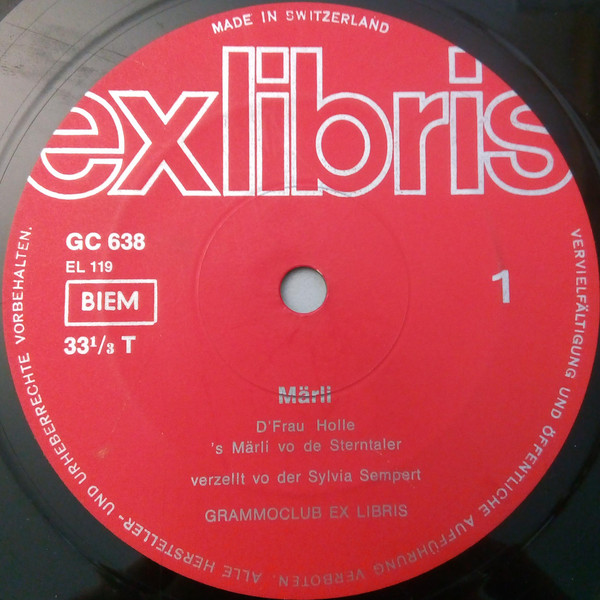 MADE IN SWITZERLAND
exlibris
GC 638
EL 119
BIEM
33¹/₃ T
1
Märli
D'Frau Holle
's Märli vo de Sterntaler
verzellt vo der Sylvia Sempert
GRAMMOCLUB EX LIBRIS
ALLE HERSTELLER- UND URHEBERRECHTE VORBEHALTEN.
VERVIELFÄLTIGUNG UND ÖFFENTLICHE AUFFÜHRUNG VERBOTEN.